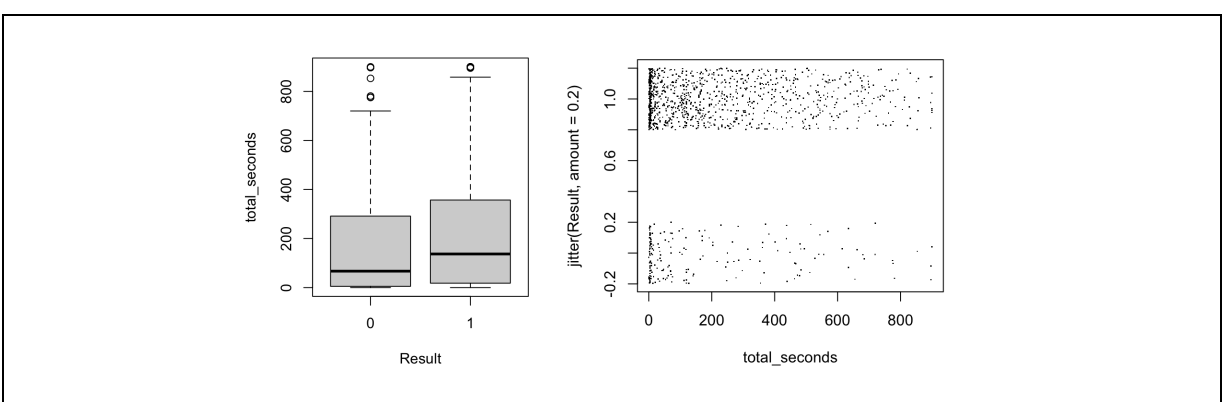 total_seconds
800
600
400
200
0
0 1
Result
jitter(Result, amount = 0.2)
1.0
0.6
0.2
-0.2
0 200 400 600 800
total_seconds